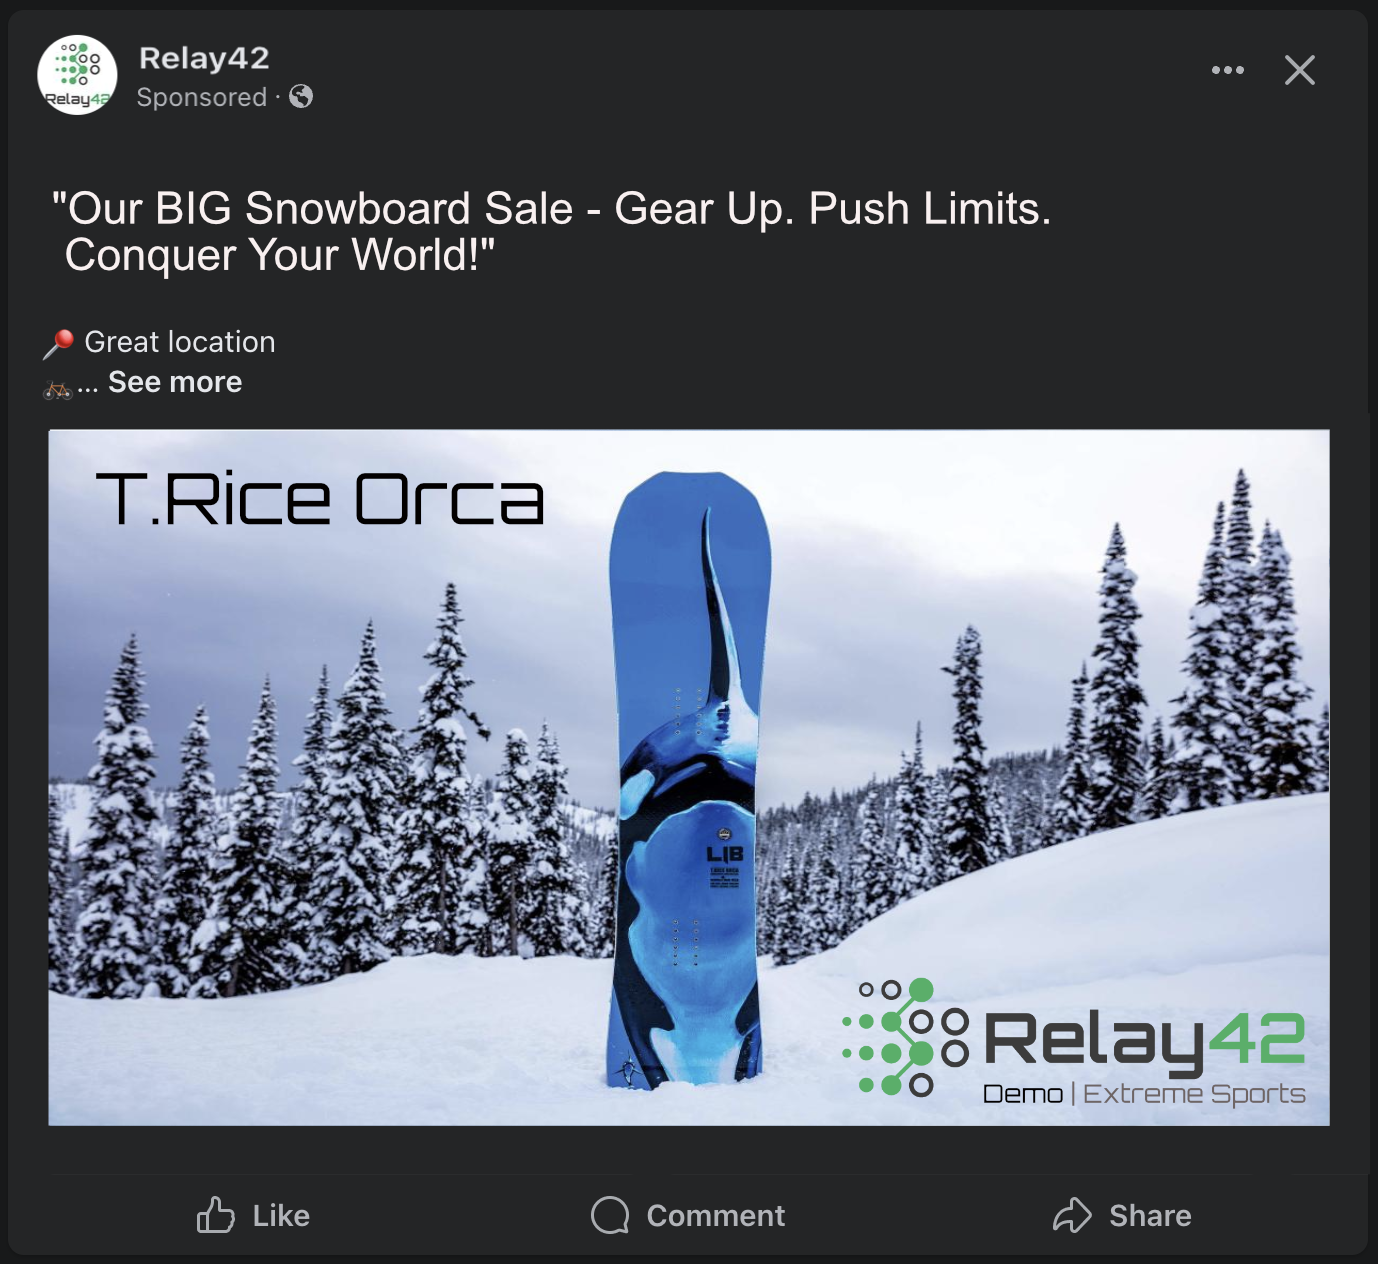 Relay42
Relay42
Sponsored ·
"Our BIG Snowboard Sale - Gear Up. Push Limits.
Conquer Your World!"
📍 Great location
🚲... See more
T.Rice Orca
LIB
Relay42
Demo | Extreme Sports
Like
Comment
Share